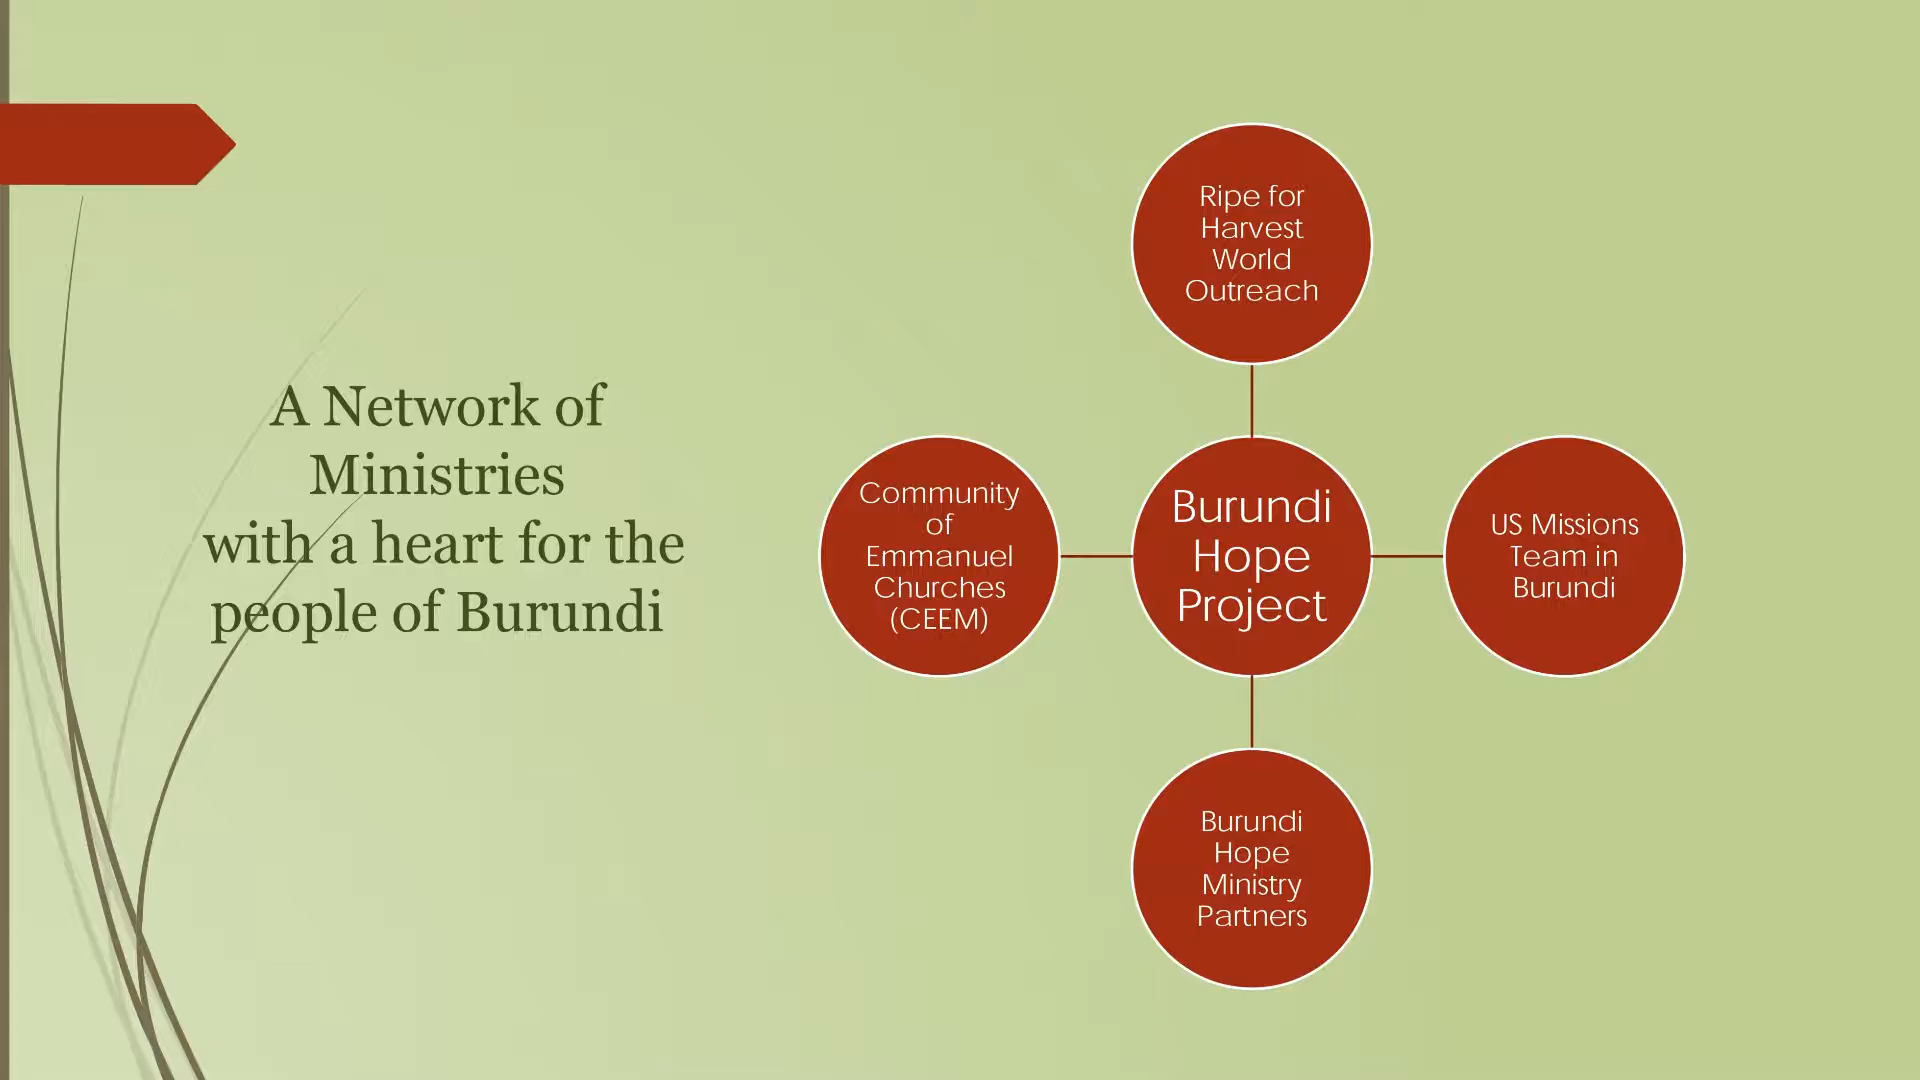 A Network of
Ministries
with a heart for the
people of Burundi
Ripe for
Harvest
World
Outreach
Community
of
Emmanuel
Churches
(CEEM)
Burundi
Hope
Project
US Missions
Team in
Burundi
Burundi
Hope
Ministry
Partners